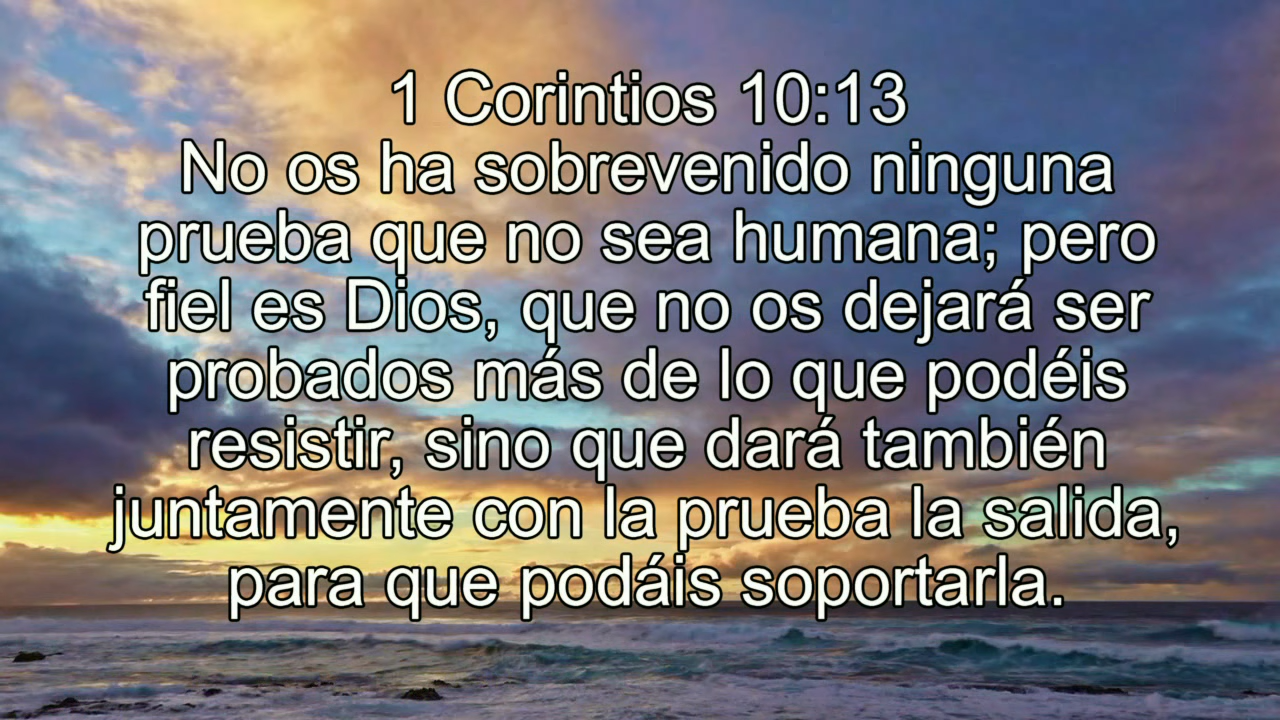 1 Corintios 10:13
No os ha sobrevenido ninguna
prueba que no sea humana; pero
fiel es Dios, que no os dejará ser
probados más de lo que podéis
resistir, sino que dará también
juntamente con la prueba la salida,
para que podáis soportarla.